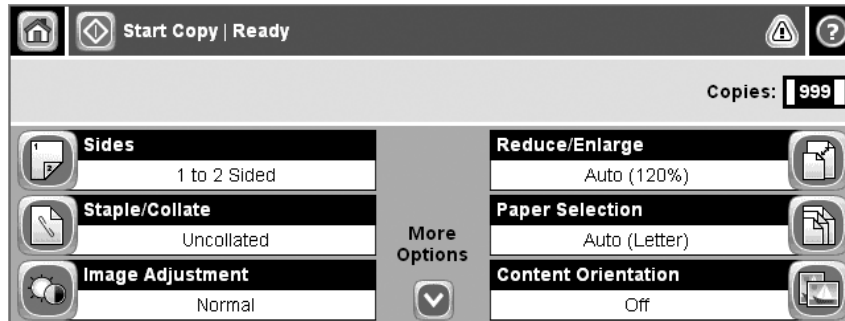 Start Copy | Ready
?
Copies: 999
Sides
1 to 2 Sided
Staple/Collate
Uncollated
Image Adjustment
Normal
More
Options
Reduce/Enlarge
Auto (120%)
Paper Selection
Auto (Letter)
Content Orientation
Off